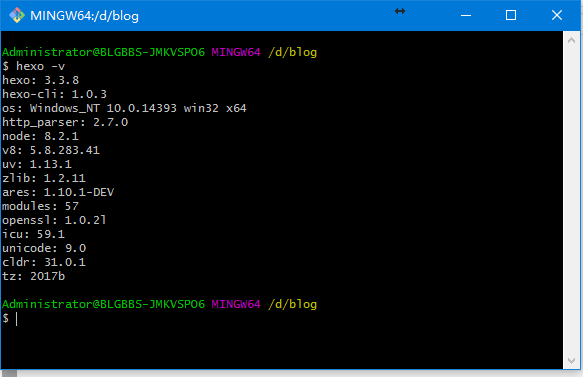 MINGW64:/d/blog
Administrator@BLGBBS-JMKVSPO6 MINGW64 /d/blog
$ hexo -v
hexo: 3.3.8
hexo-cli: 1.0.3
os: Windows_NT 10.0.14393 win32 x64
http_parser: 2.7.0
node: 8.2.1
v8: 5.8.283.41
uv: 1.13.1
zlib: 1.2.11
ares: 1.10.1-DEV
modules: 57
openssl: 1.0.2l
icu: 59.1
unicode: 9.0
cldr: 31.0.1
tz: 2017b
Administrator@BLGBBS-JMKVSPO6 MINGW64 /d/blog
$